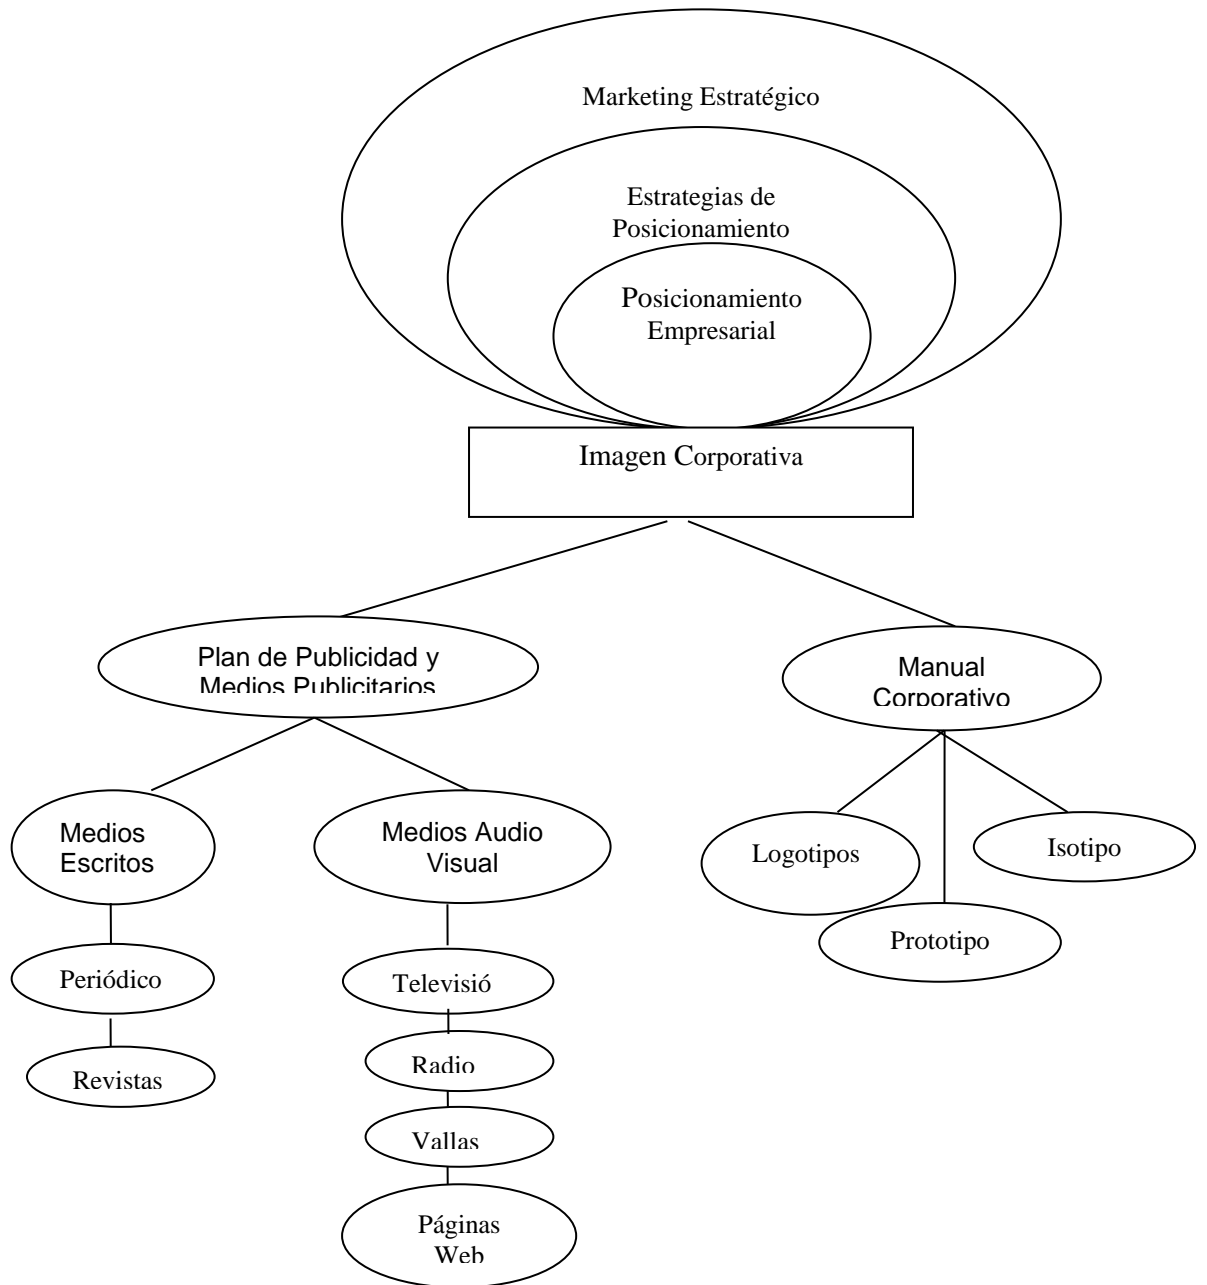 Marketing Estratégico
Estrategias de
Posicionamiento
Posicionamiento
Empresarial
Imagen Corporativa
Plan de Publicidad y
Medios Publicitarios
Manual
Corporativo
Medios
Escritos
Medios Audio
Visual
Logotipos
Isotipo
Prototipo
Periódico
Televisió
Radio
Revistas
Vallas
Páginas
Web